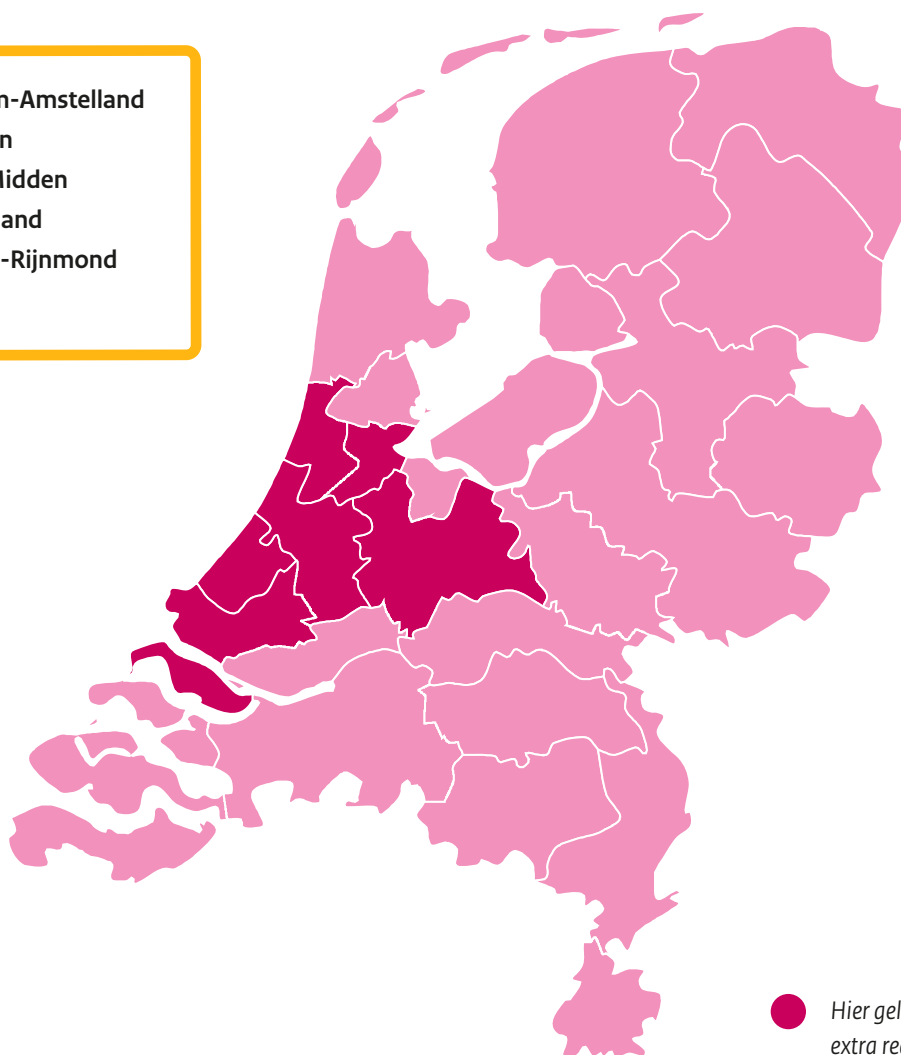 n-Amstelland
n
Midden
and
-Rijnmond
Hier gel
extra re